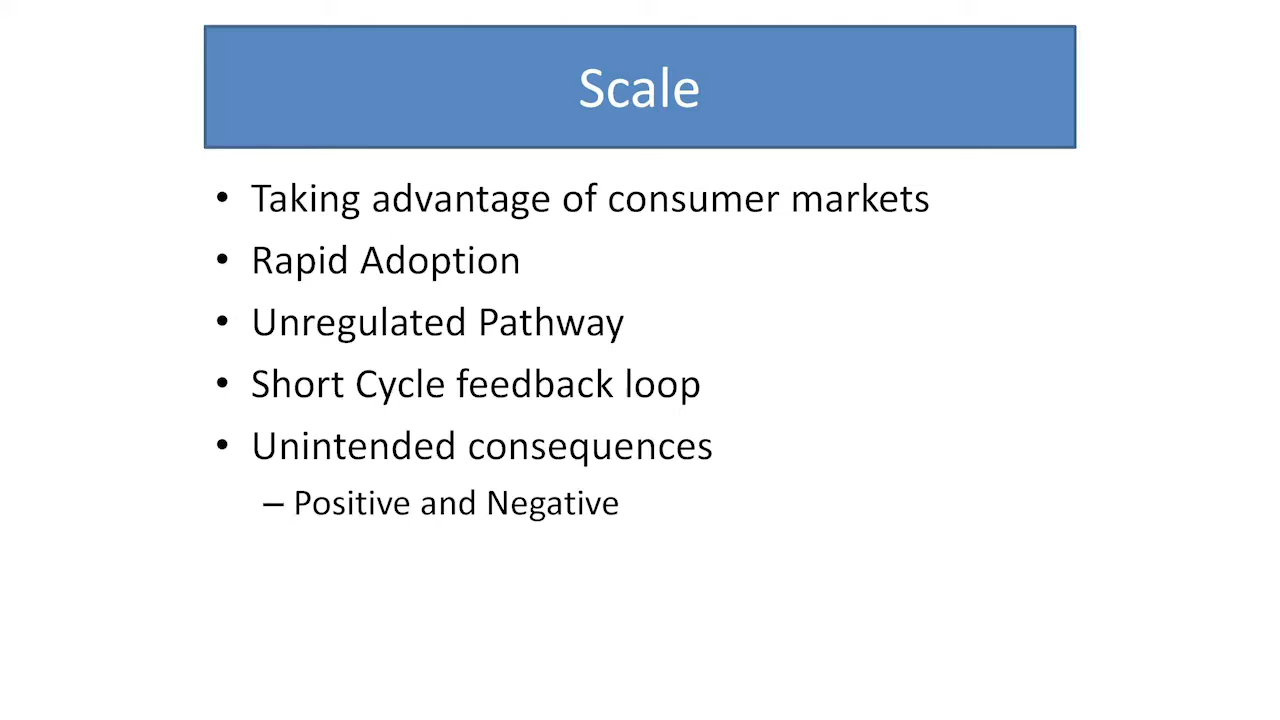 Scale
• Taking advantage of consumer markets
• Rapid Adoption
• Unregulated Pathway
• Short Cycle feedback loop
• Unintended consequences
– Positive and Negative